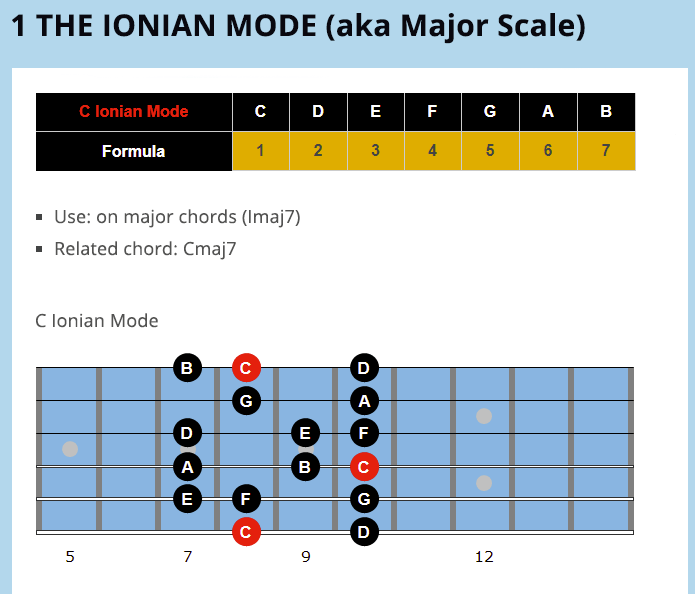 1 THE IONIAN MODE (aka Major Scale)
C Ionian Mode C D E F G A B
Formula 1 2 3 4 5 6 7
Use: on major chords (Imaj7)
Related chord: Cmaj7
C Ionian Mode
B C D
G A
D E F
A B C
E F G
C D
5 7 9 12